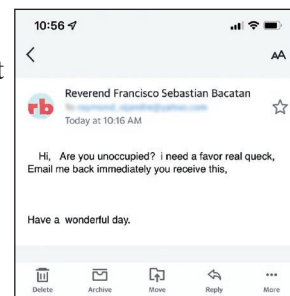 10:56
AA
rb
Reverend Francisco Sebastian Bacatan
Today at 10:16 AM
Hi, Are you unoccupied? i need a favor real queck,
Email me back immediately you receive this,
Have a wonderful day.
Delete Archive Move Reply More